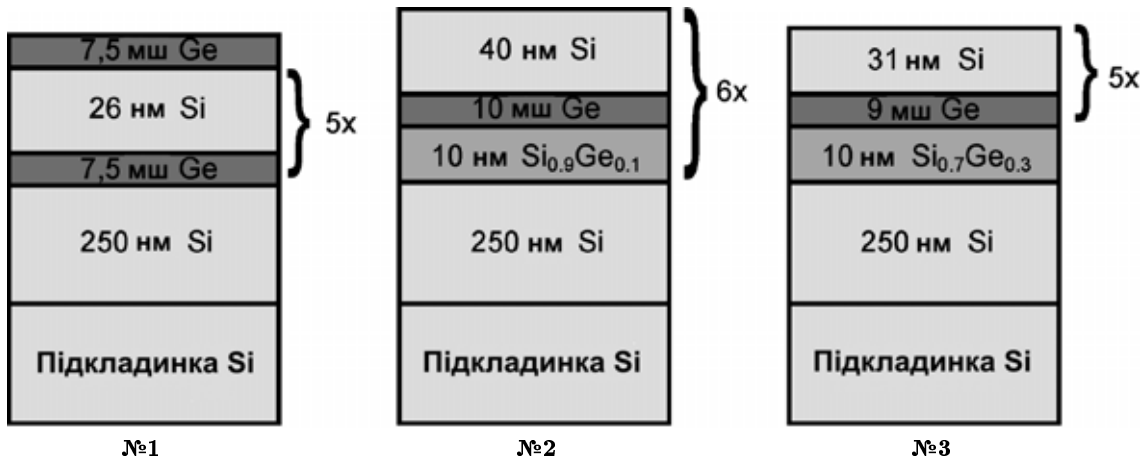 7,5 мш Ge
26 нм Si
5x
7,5 мш Ge
250 нм Si
Підкладинка Si
№1
40 нм Si
10 мш Ge
6x
10 нм Si0.9Ge0.1
250 нм Si
Підкладинка Si
№2
31 нм Si
5x
9 мш Ge
10 нм Si0.7Ge0.3
250 нм Si
Підкладинка Si
№3